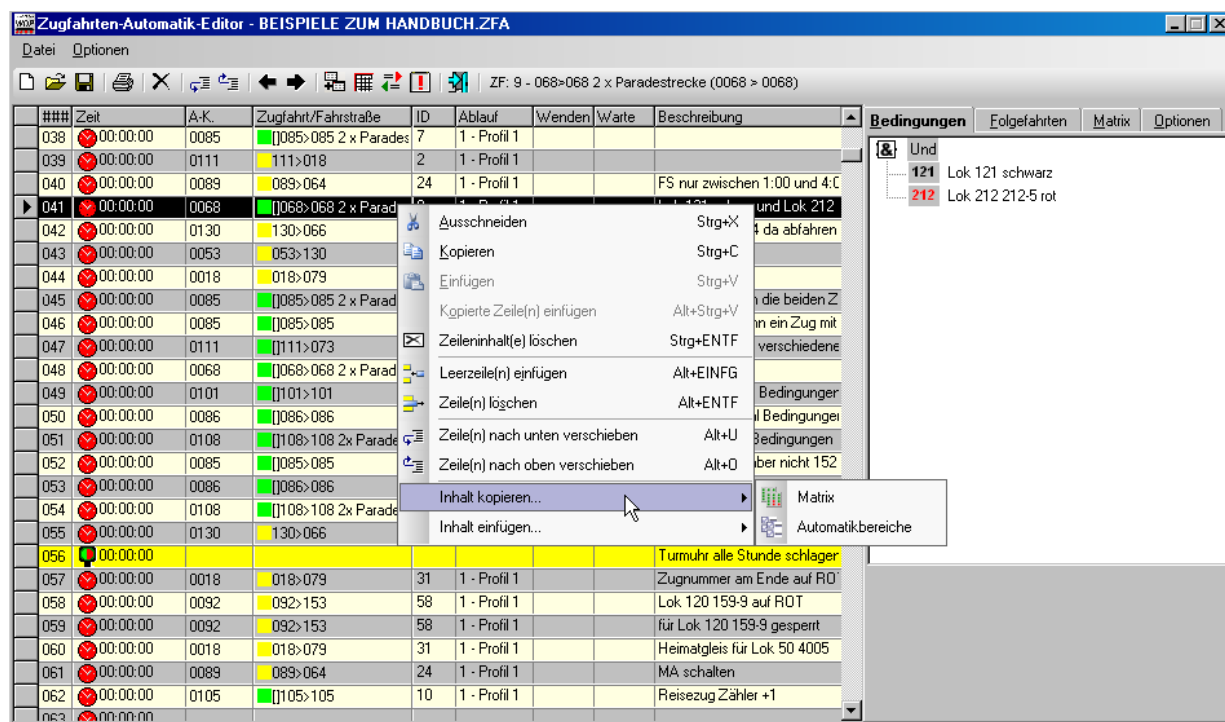 Zugfahrten-Automatik-Editor - BEISPIELE ZUM HANDBUCH.ZFA
Datei Optionen
ZF: 9 - 068>068 2 x Paradestrecke (0068 > 0068)
### Zeit A-K. Zugfahrt/Fahrstraße ID Ablauf Wenden Warte Beschreibung
038 00:00:00 0085 []085>085 2 x Parades 7 1 - Profil 1
039 00:00:00 0111 111>018 2 1 - Profil 1
040 00:00:00 0089 089>064 24 1 - Profil 1 FS nur zwischen 1:00 und 4:0
041 00:00:00 0068 []068>068 2 x Parad und Lok 212
042 00:00:00 0130 130>066 da abfahren
043 00:00:00 0053 053>130
044 00:00:00 0018 018>079
045 00:00:00 0085 []085>085 2 x Parad die beiden Z
046 00:00:00 0085 []085>085 ein Zug mit
047 00:00:00 0111 []111>073 verschiedene
048 00:00:00 0068 []068>068 2 x Parad
049 00:00:00 0101 []101>101 Bedingunger
050 00:00:00 0086 []086>086 Bedingunger
051 00:00:00 0108 []108>108 2x Parade Bedingungen
052 00:00:00 0085 []085>085 ber nicht 152
053 00:00:00 0086 []086>086
054 00:00:00 0108 []108>108 2x Parade
055 00:00:00 0130 130>066
056 00:00:00 Turmuhr alle Stunde schlager
057 00:00:00 0018 018>079 31 1 - Profil 1 Zugnummer am Ende auf RO
058 00:00:00 0092 092>153 58 1 - Profil 1 Lok 120 159-9 auf ROT
059 00:00:00 0092 092>153 58 1 - Profil 1 für Lok 120 159-9 gesperrt
060 00:00:00 0018 018>079 31 1 - Profil 1 Heimatgleis für Lok 50 4005
061 00:00:00 0089 089>064 24 1 - Profil 1 MA schalten
062 00:00:00 0105 []105>105 10 1 - Profil 1 Reisezug Zähler +1
063 00:00:00
Ausschneiden Strg+X
Kopieren Strg+C
Einfügen Strg+V
Kopierte Zeile(n) einfügen Alt+Strg+V
Zeileninhalt(e) löschen Strg+ENTF
Leerzeile(n) einfügen Alt+EINFG
Zeile(n) löschen Alt+ENTF
Zeile(n) nach unten verschieben Alt+U
Zeile(n) nach oben verschieben Alt+O
Inhalt kopieren...
Inhalt einfügen...
Matrix
Automatikbereiche
Bedingungen Folgefahrten Matrix Optionen
& Und
121 Lok 121 schwarz
212 Lok 212 212-5 rot